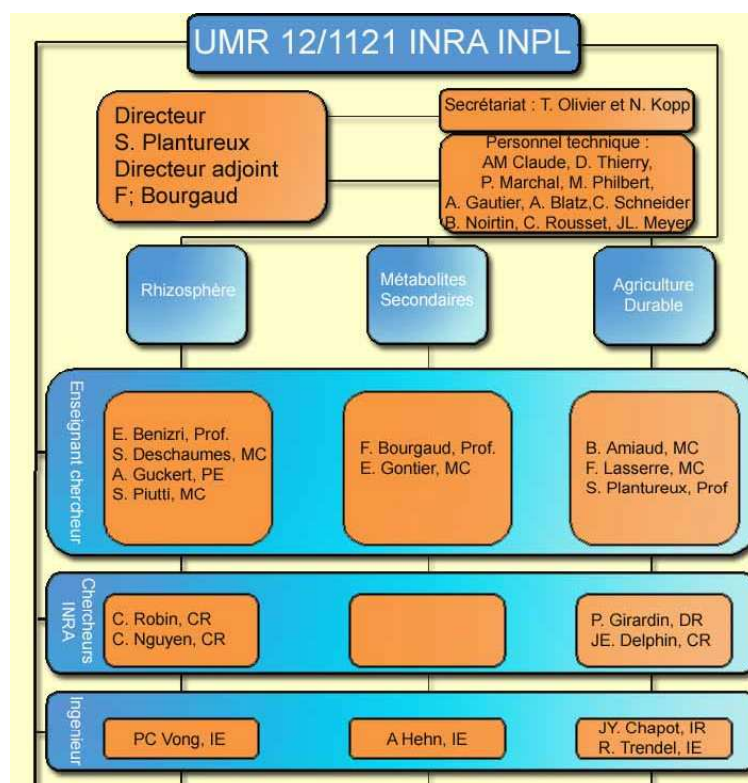 UMR 12/1121 INRA INPL
Directeur
S. Plantureux
Directeur adjoint
F; Bourgaud
Secrétariat : T. Olivier et N. Kopp
Personnel technique :
AM Claude, D. Thierry,
P. Marchal, M. Philbert,
A. Gautier, A. Blatz,C. Schneider
B. Noirtin, C. Rousset, JL. Meyer
Rhizosphère
Métabolites
Secondaires
Agriculture
Durable
Enseignant chercheur
E. Benizri, Prof.
S. Deschaumes, MC
A. Guckert, PE
S. Piutti, MC
F. Bourgaud, Prof.
E. Gontier, MC
B. Amiaud, MC
F. Lasserre, MC
S. Plantureux, Prof
Chercheurs
INRA
C. Robin, CR
C. Nguyen, CR
P. Girardin, DR
JE. Delphin, CR
Ingenieur
PC Vong, IE
A Hehn, IE
JY. Chapot, IR
R. Trendel, IE